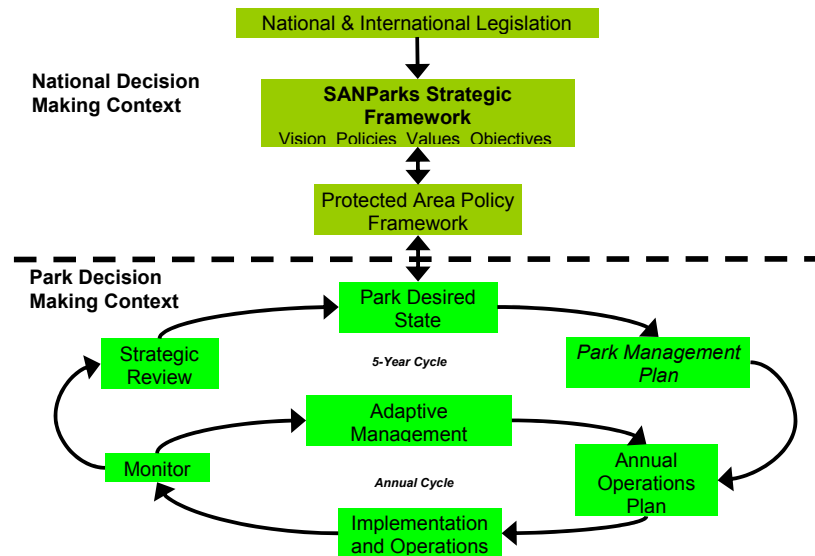 National & International Legislation
National Decision
Making Context
SANParks Strategic
Framework
Vision Policies Values Objectives
Protected Area Policy
Framework
Park Decision
Making Context
Park Desired
State
Strategic
Review
5-Year Cycle
Park Management
Plan
Adaptive
Management
Monitor
Annual Cycle
Annual
Operations
Plan
Implementation
and Operations